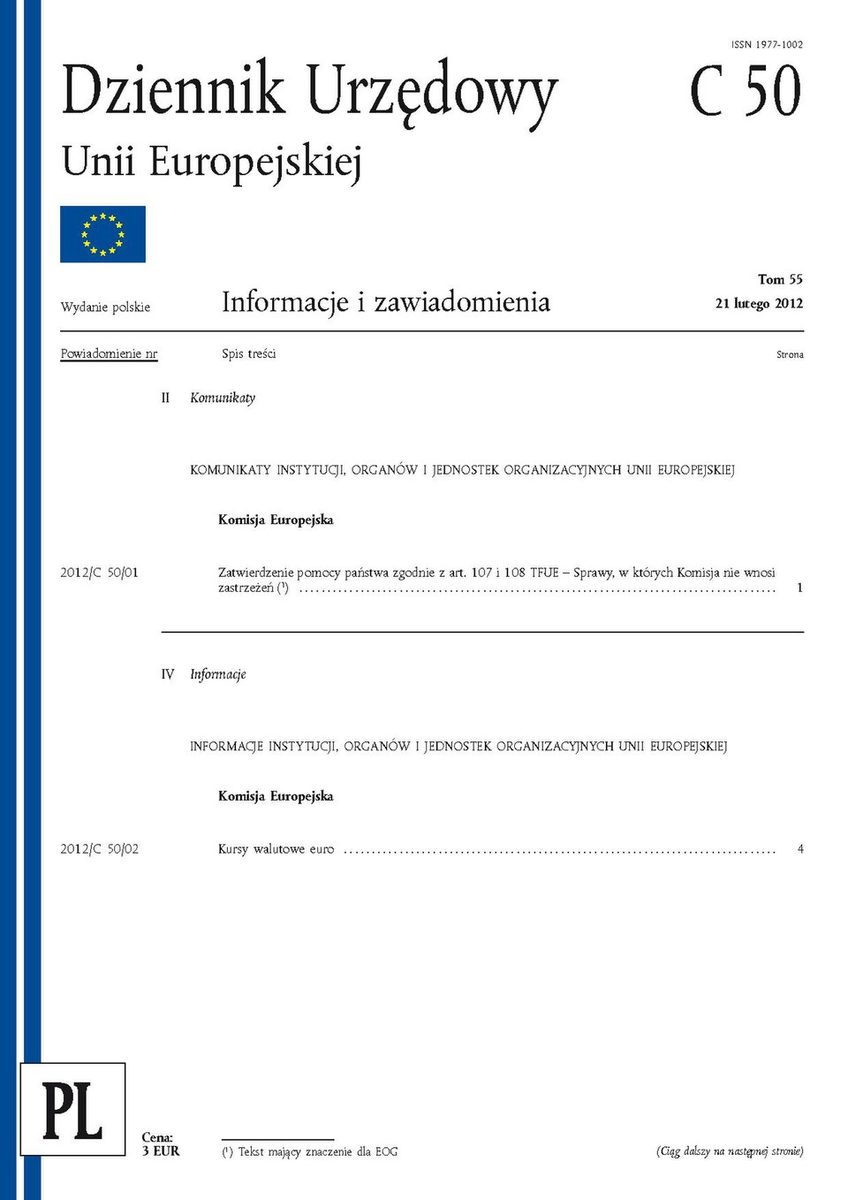 ISSN 1977-1002
Dziennik Urzędowy
C 50
Unii Europejskiej
Tom 55
Wydanie polskie
Informacje i zawiadomienia
21 lutego 2012
Powiadomienie nr
Spis treści
Strona
II Komunikaty
KOMUNIKATY INSTYTUCJI, ORGANÓW I JEDNOSTEK ORGANIZACYJNYCH UNII EUROPEJSKIEJ
Komisja Europejska
2012/C 50/01
Zatwierdzenie pomocy państwa zgodnie z art. 107 i 108 TFUE – Sprawy, w których Komisja nie wnosi
zastrzeżeń (¹) ........................................................................................ 1
IV Informacje
INFORMACJE INSTYTUCJI, ORGANÓW I JEDNOSTEK ORGANIZACYJNYCH UNII EUROPEJSKIEJ
Komisja Europejska
2012/C 50/02
Kursy walutowe euro ................................................................................ 4
PL
Cena:
3 EUR
(¹) Tekst mający znaczenie dla EOG
(Ciąg dalszy na następnej stronie)